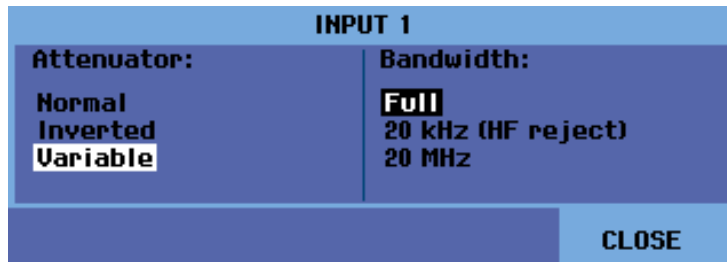 INPUT 1
Attenuator:
Normal
Inverted
Variable
Bandwidth:
Full
20 kHz (HF reject)
20 MHz
CLOSE